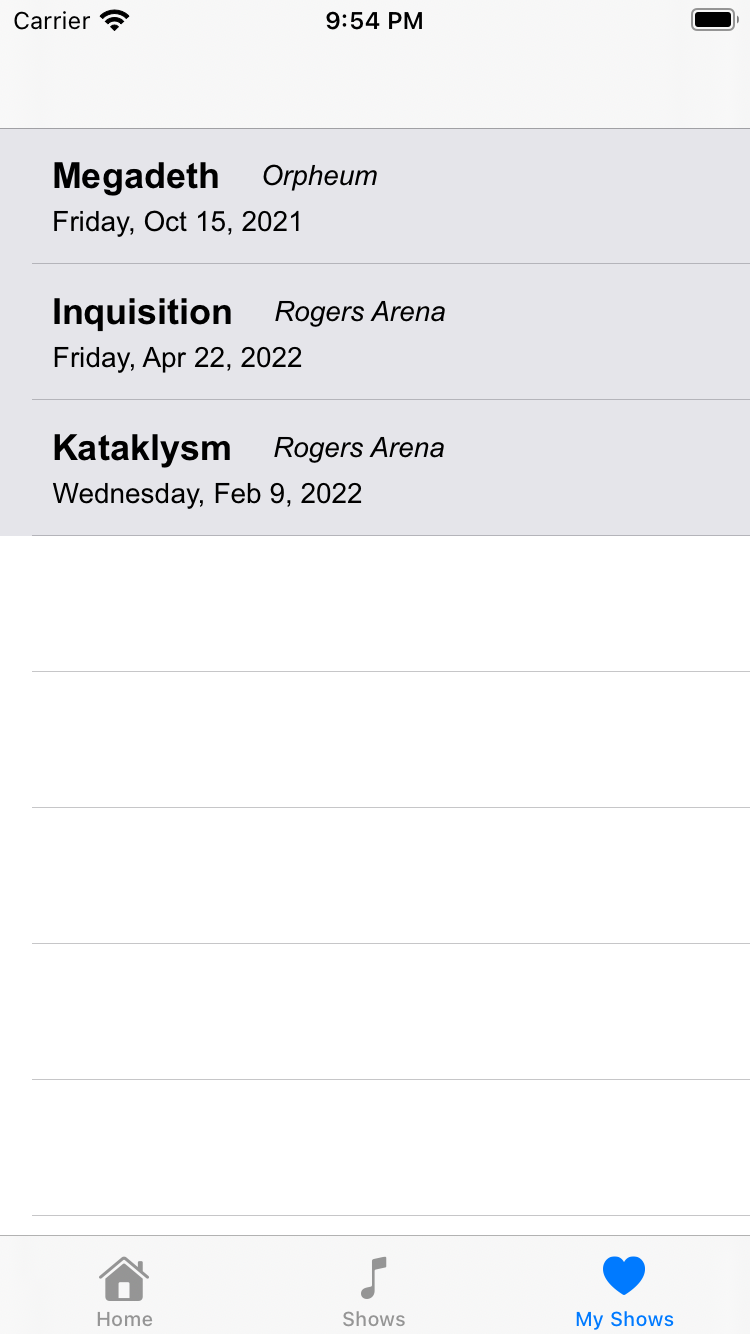 Carrier 9:54 PM
Megadeth Orpheum
Friday, Oct 15, 2021
Inquisition Rogers Arena
Friday, Apr 22, 2022
Kataklysm Rogers Arena
Wednesday, Feb 9, 2022
Home Shows My Shows